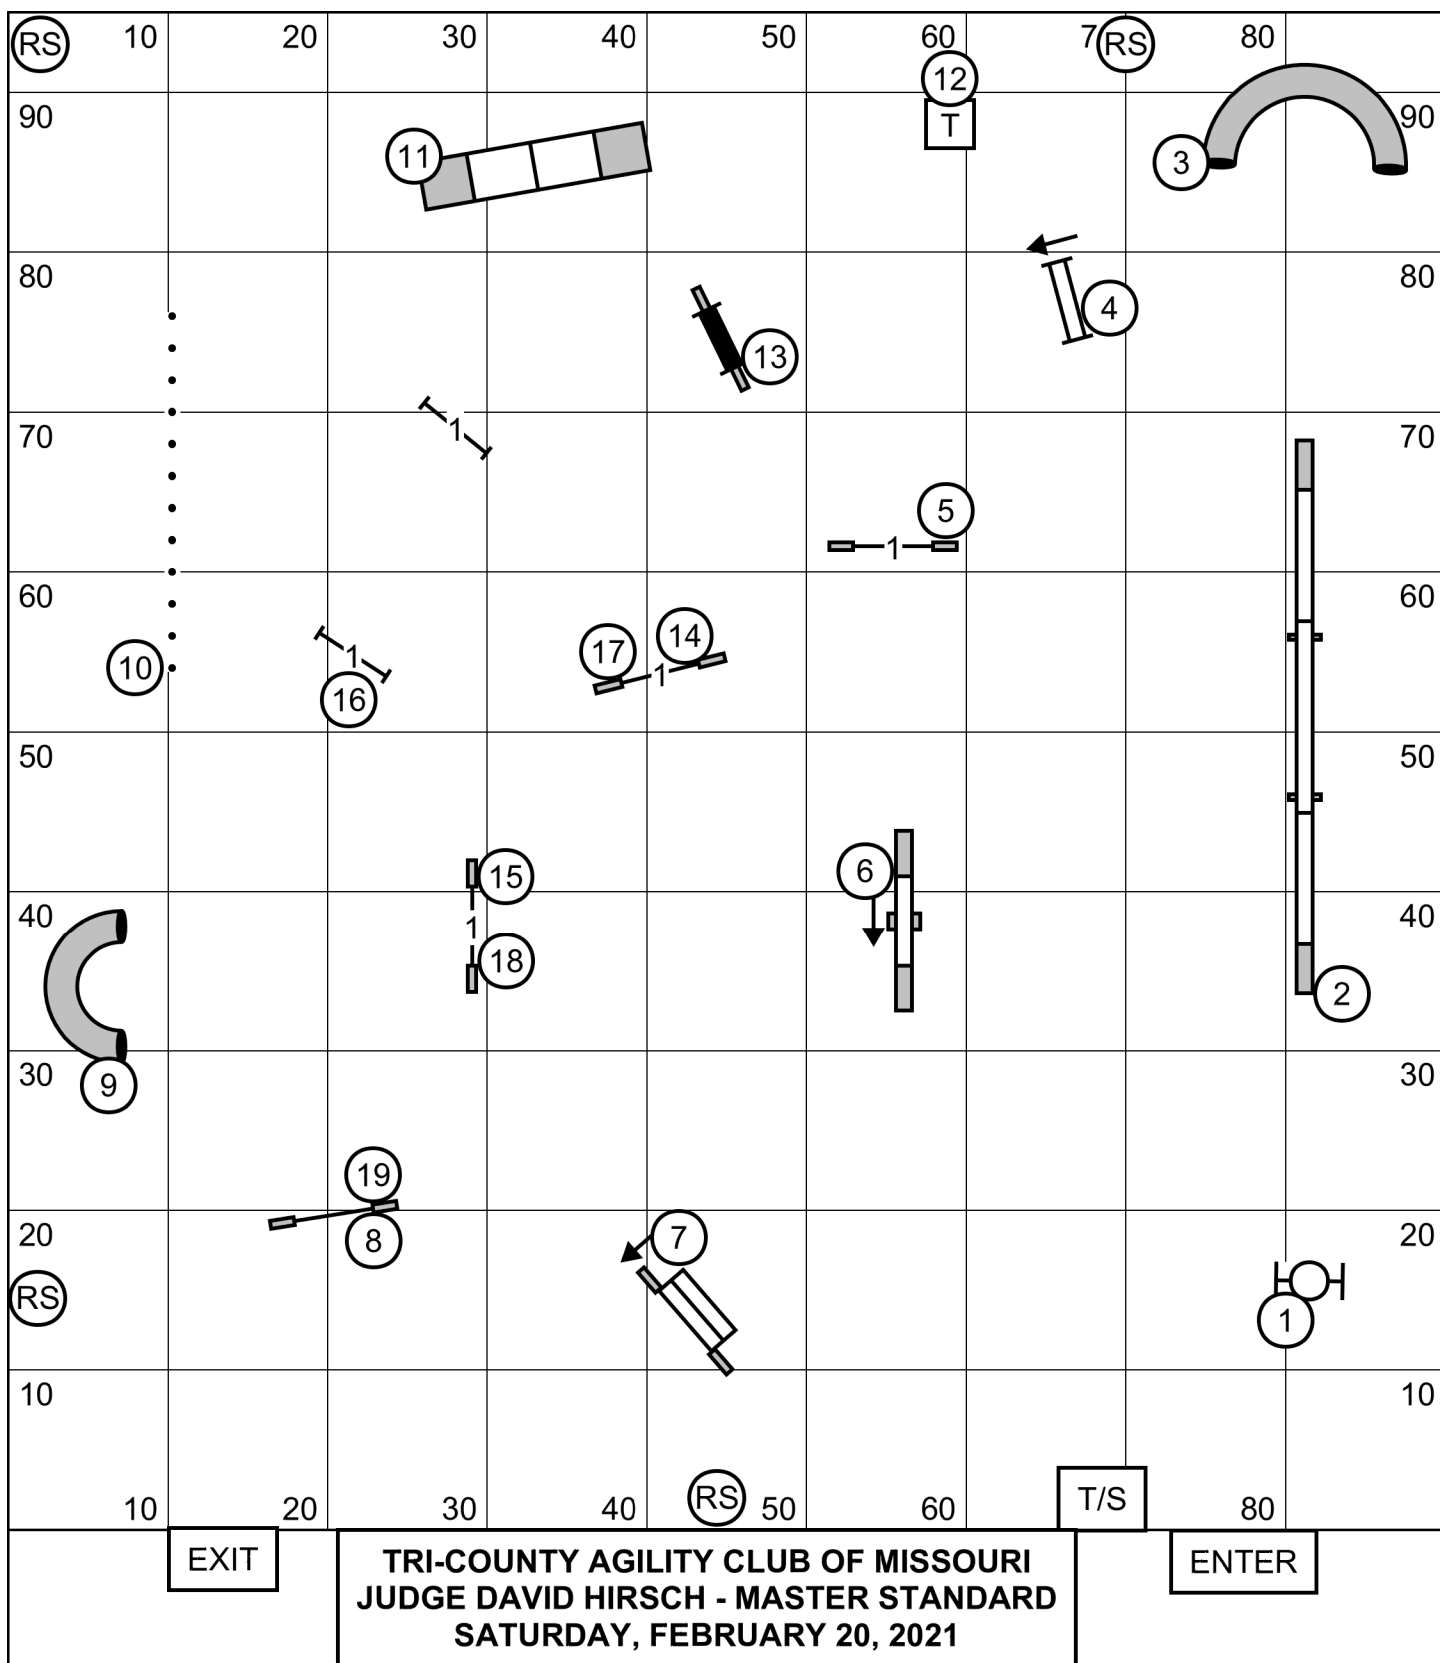 RS 10 20 30 40 50 60 7 RS 80
12
90 T 90
11 3
80 80
4
13
70 1 70
5
1
60 60
17 14
10 1 1
16
50 50
6 15
40 1 40
18
2
30 9 30
19
20 8 7 20
RS
1
10 10
10 20 30 40 RS 50 60 T/S 80
EXIT ENTER
TRI-COUNTY AGILITY CLUB OF MISSOURI
JUDGE DAVID HIRSCH - MASTER STANDARD
SATURDAY, FEBRUARY 20, 2021